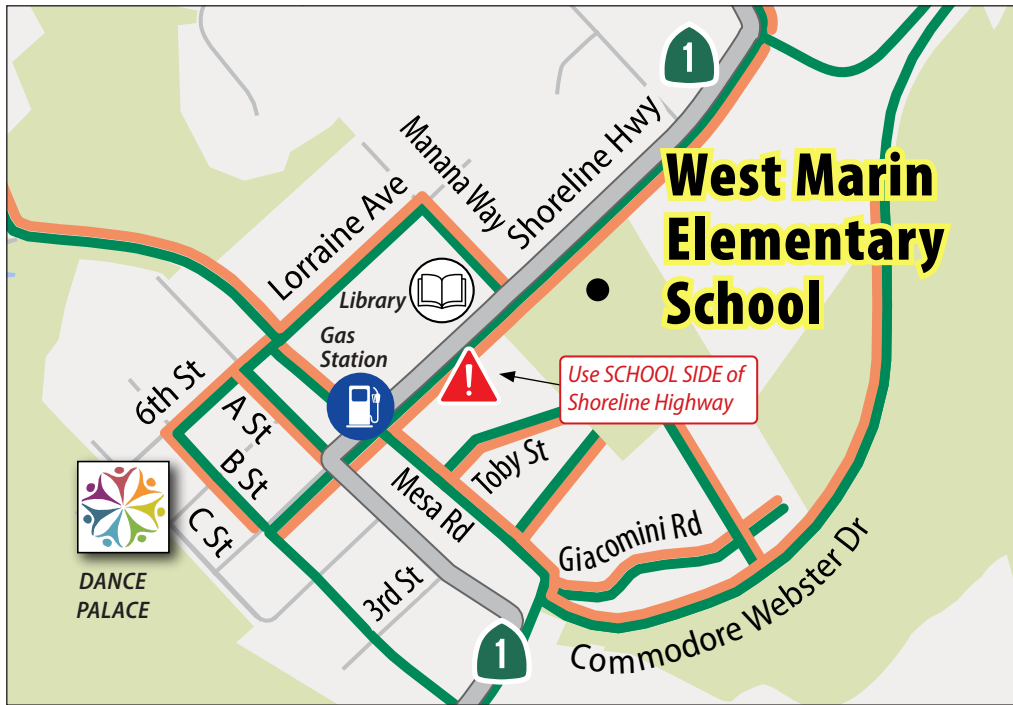 1
Manana Way
Shoreline Hwy
West Marin
Elementary
School
Lorraine Ave
Library
Gas
Station
Use SCHOOL SIDE of
Shoreline Highway
6th St
A St
B St
C St
Toby St
Mesa Rd
Giacomini Rd
DANCE
PALACE
3rd St
Commodore Webster Dr
1